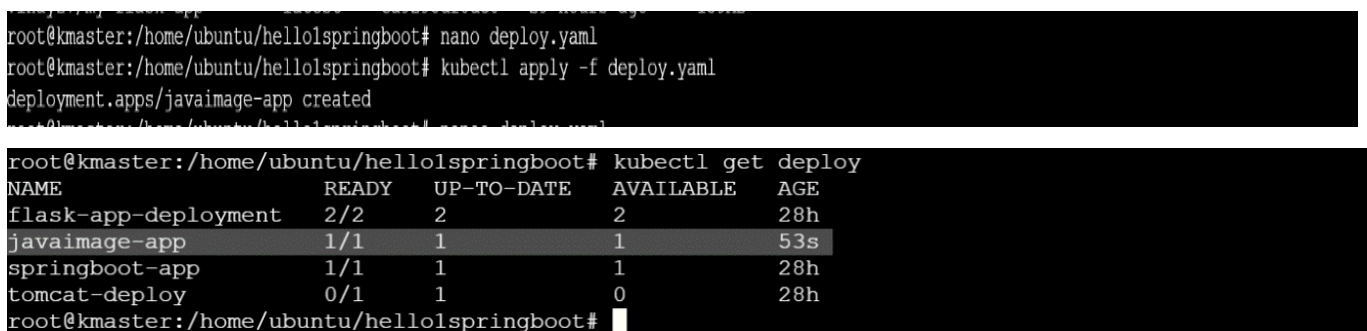 root@kmaster:/home/ubuntu/hello1springboot# nano deploy.yaml
root@kmaster:/home/ubuntu/hello1springboot# kubectl apply -f deploy.yaml
deployment.apps/javaimage-app created
root@kmaster:/home/ubuntu/hello1springboot# kubectl get deploy
NAME READY UP-TO-DATE AVAILABLE AGE
flask-app-deployment 2/2 2 2 28h
javaimage-app 1/1 1 1 53s
springboot-app 1/1 1 1 28h
tomcat-deploy 0/1 1 0 28h
root@kmaster:/home/ubuntu/hello1springboot#